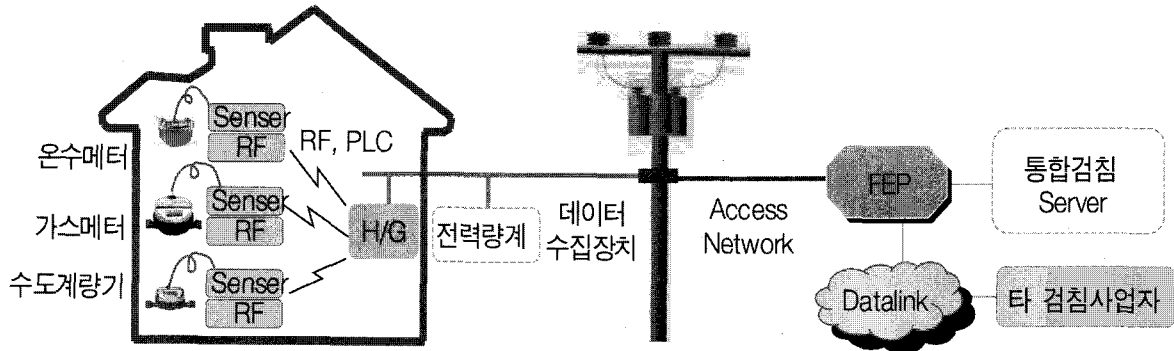 온수메터
Senser
RF
가스메터
Senser
RF
수도계량기
Senser
RF
RF, PLC
H/G
전력량계
데이터
수집장치
Access
Network
FEP
통합검침
Server
Datalink
타 검침사업자